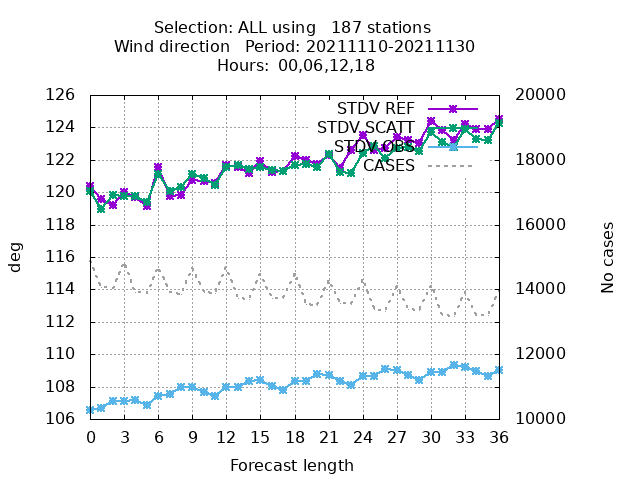 Selection: ALL using   187 stations
Wind direction   Period: 20211110-20211130
Hours:  00,06,12,18
126 20000
STDV REF
124 STDV SCATT
STDV OBS
122 CASES 18000
120
118 16000
116
114 14000
112
110 12000
108
106 10000
deg
No cases
0 3 6 9 12 15 18 21 24 27 30 33 36
Forecast length